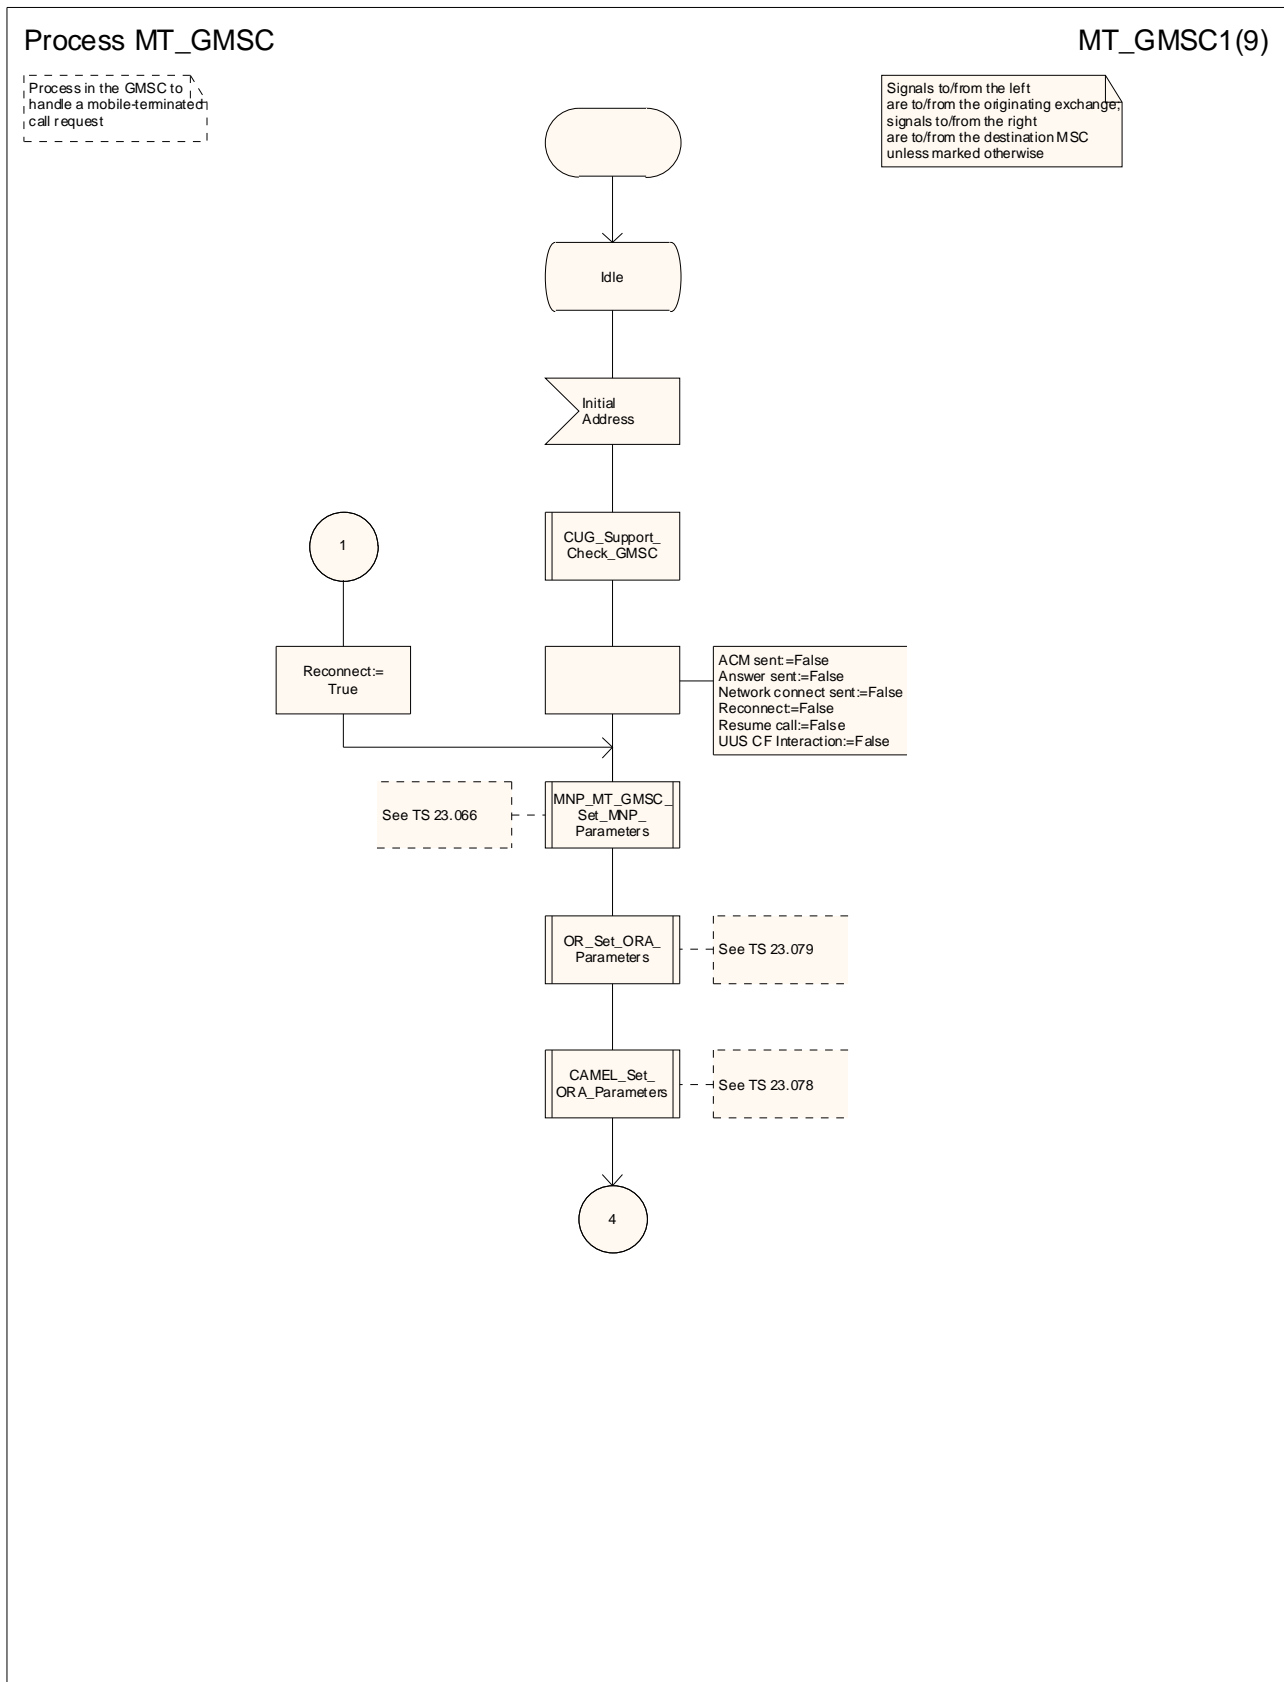 Process MT_GMSC
MT_GMSC1(9)
Process in the GMSC to
handle a mobile-terminated
call request
Signals to/from the left
are to/from the originating exchange;
signals to/from the right
are to/from the destination MSC
unless marked otherwise
Idle
Initial
Address
CUG_Support_
Check_GMSC
1
Reconnect:=
True
ACM sent:=False
Answer sent:=False
Network connect sent:=False
Reconnect:=False
Resume call:=False
UUS CF Interaction:=False
See TS 23.066
MNP_MT_GMSC_
Set_MNP_
Parameters
OR_Set_ORA_
Parameters
See TS 23.079
CAMEL_Set_
ORA_Parameters
See TS 23.078
4